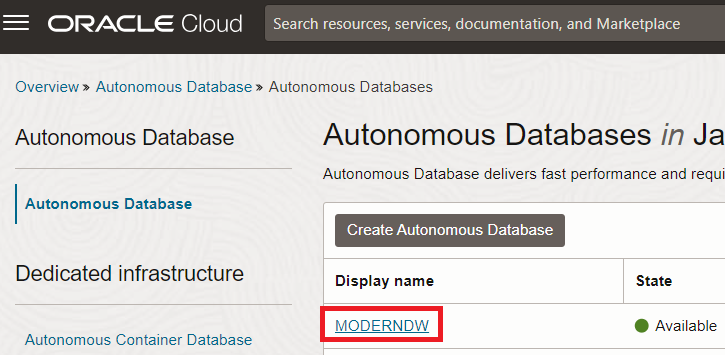 ORACLE Cloud
Search resources, services, documentation, and Marketplace
Overview » Autonomous Database » Autonomous Databases
Autonomous Database
Autonomous Database
Dedicated infrastructure
Autonomous Container Database
Autonomous Databases in Ja
Autonomous Database delivers fast performance and requi
Create Autonomous Database
Display name State
MODERNDW Available